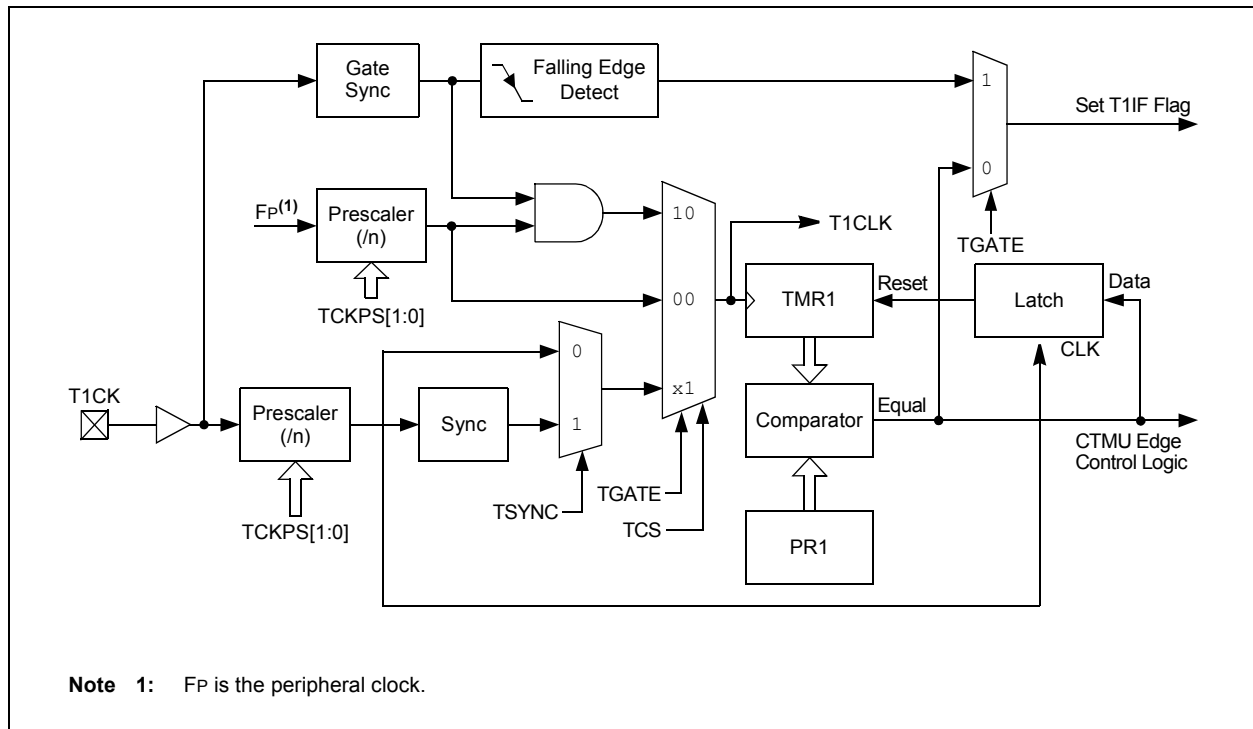 Gate
Sync
Falling Edge
Detect
1
Set T1IF Flag
0
FP(1)
Prescaler
(/n)
10
T1CLK
TGATE
TCKPS[1:0]
00
TMR1
Reset
Latch
Data
CLK
0
x1
T1CK
Prescaler
(/n)
Sync
1
Comparator
Equal
CTMU Edge
Control Logic
TCKPS[1:0]
TSYNC
TGATE
TCS
PR1
Note 1: FP is the peripheral clock.